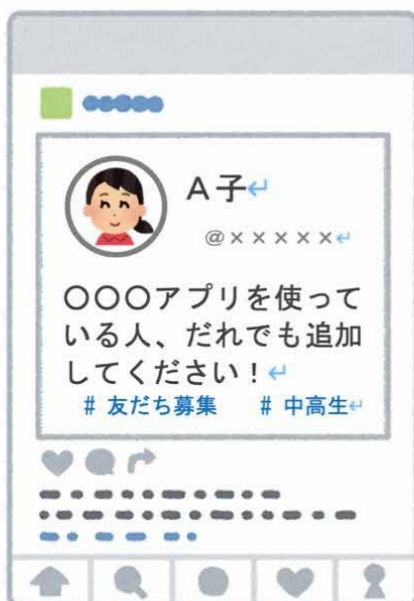 A子
@×××××
○○○アプリを使って
いる人、だれでも追加
してください！
# 友だち募集 # 中高生